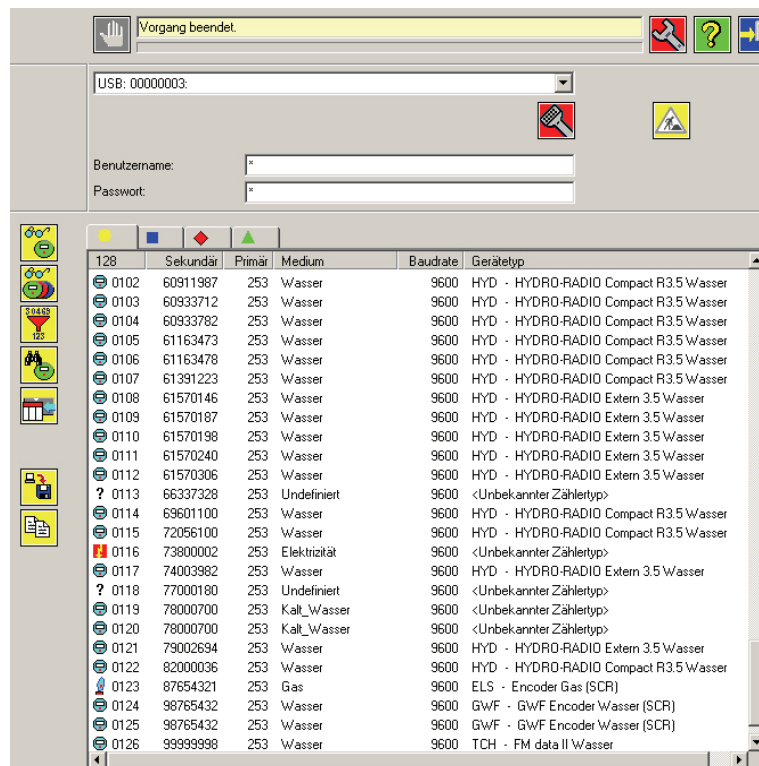 Vorgang beendet.
USB: 00000003:
Benutzername: *
Passwort: *
30469
123
128 Sekundär Primär Medium Baudrate Gerätetyp
0102 60911987 253 Wasser 9600 HYD - HYDRO-RADIO Compact R3.5 Wasser
0103 60933712 253 Wasser 9600 HYD - HYDRO-RADIO Compact R3.5 Wasser
0104 60933782 253 Wasser 9600 HYD - HYDRO-RADIO Compact R3.5 Wasser
0105 61163473 253 Wasser 9600 HYD - HYDRO-RADIO Compact R3.5 Wasser
0106 61163478 253 Wasser 9600 HYD - HYDRO-RADIO Compact R3.5 Wasser
0107 61391223 253 Wasser 9600 HYD - HYDRO-RADIO Compact R3.5 Wasser
0108 61570146 253 Wasser 9600 HYD - HYDRO-RADIO Extern 3.5 Wasser
0109 61570187 253 Wasser 9600 HYD - HYDRO-RADIO Extern 3.5 Wasser
0110 61570198 253 Wasser 9600 HYD - HYDRO-RADIO Extern 3.5 Wasser
0111 61570240 253 Wasser 9600 HYD - HYDRO-RADIO Extern 3.5 Wasser
0112 61570306 253 Wasser 9600 HYD - HYDRO-RADIO Extern 3.5 Wasser
? 0113 66337328 253 Undefiniert 9600 <Unbekannter Zählertyp>
0114 69601100 253 Wasser 9600 HYD - HYDRO-RADIO Compact R3.5 Wasser
0115 72056100 253 Wasser 9600 HYD - HYDRO-RADIO Compact R3.5 Wasser
0116 73800002 253 Elektrizität 9600 <Unbekannter Zählertyp>
0117 74003982 253 Wasser 9600 HYD - HYDRO-RADIO Extern 3.5 Wasser
? 0118 77000180 253 Undefiniert 9600 <Unbekannter Zählertyp>
0119 78000700 253 Kalt_Wasser 9600 <Unbekannter Zählertyp>
0120 78000700 253 Kalt_Wasser 9600 <Unbekannter Zählertyp>
0121 79002694 253 Wasser 9600 HYD - HYDRO-RADIO Extern 3.5 Wasser
0122 82000036 253 Wasser 9600 HYD - HYDRO-RADIO Compact R3.5 Wasser
0123 87654321 253 Gas 9600 ELS - Encoder Gas (SCR)
0124 98765432 253 Wasser 9600 GWF - GWF Encoder Wasser (SCR)
0125 98765432 253 Wasser 9600 GWF - GWF Encoder Wasser (SCR)
0126 99999998 253 Wasser 9600 TCH - FM data II Wasser